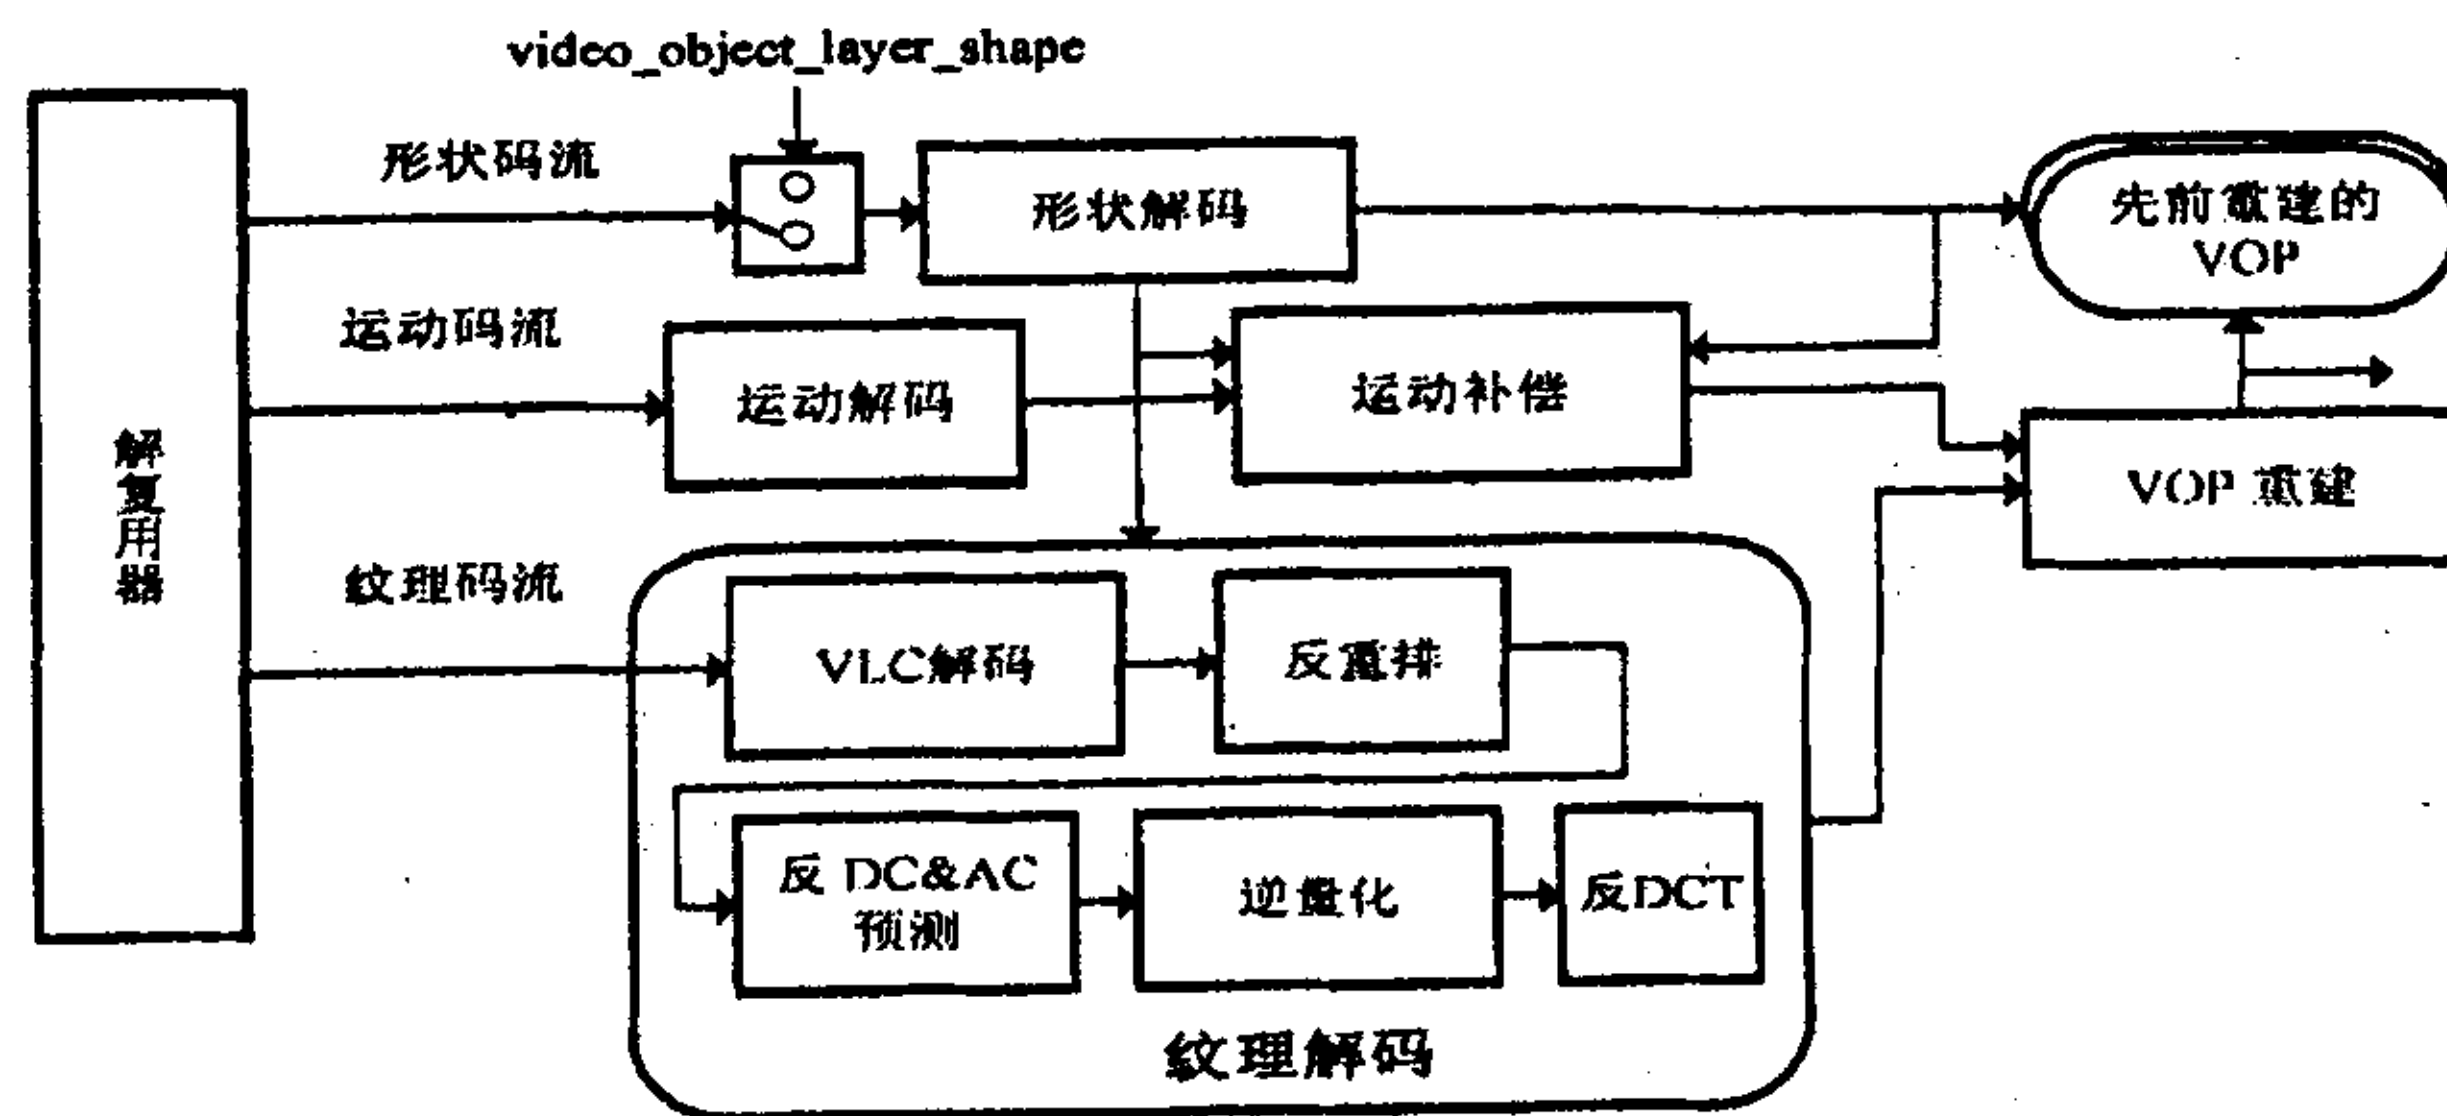 video_object_layer_shape
形状码流
形状解码
先前重建的
VOP
运动码流
运动解码
运动补偿
VOP 重建
解复用器
纹理码流
VLC解码
反重排
反 DC&AC
预测
逆量化
反DCT
纹理解码